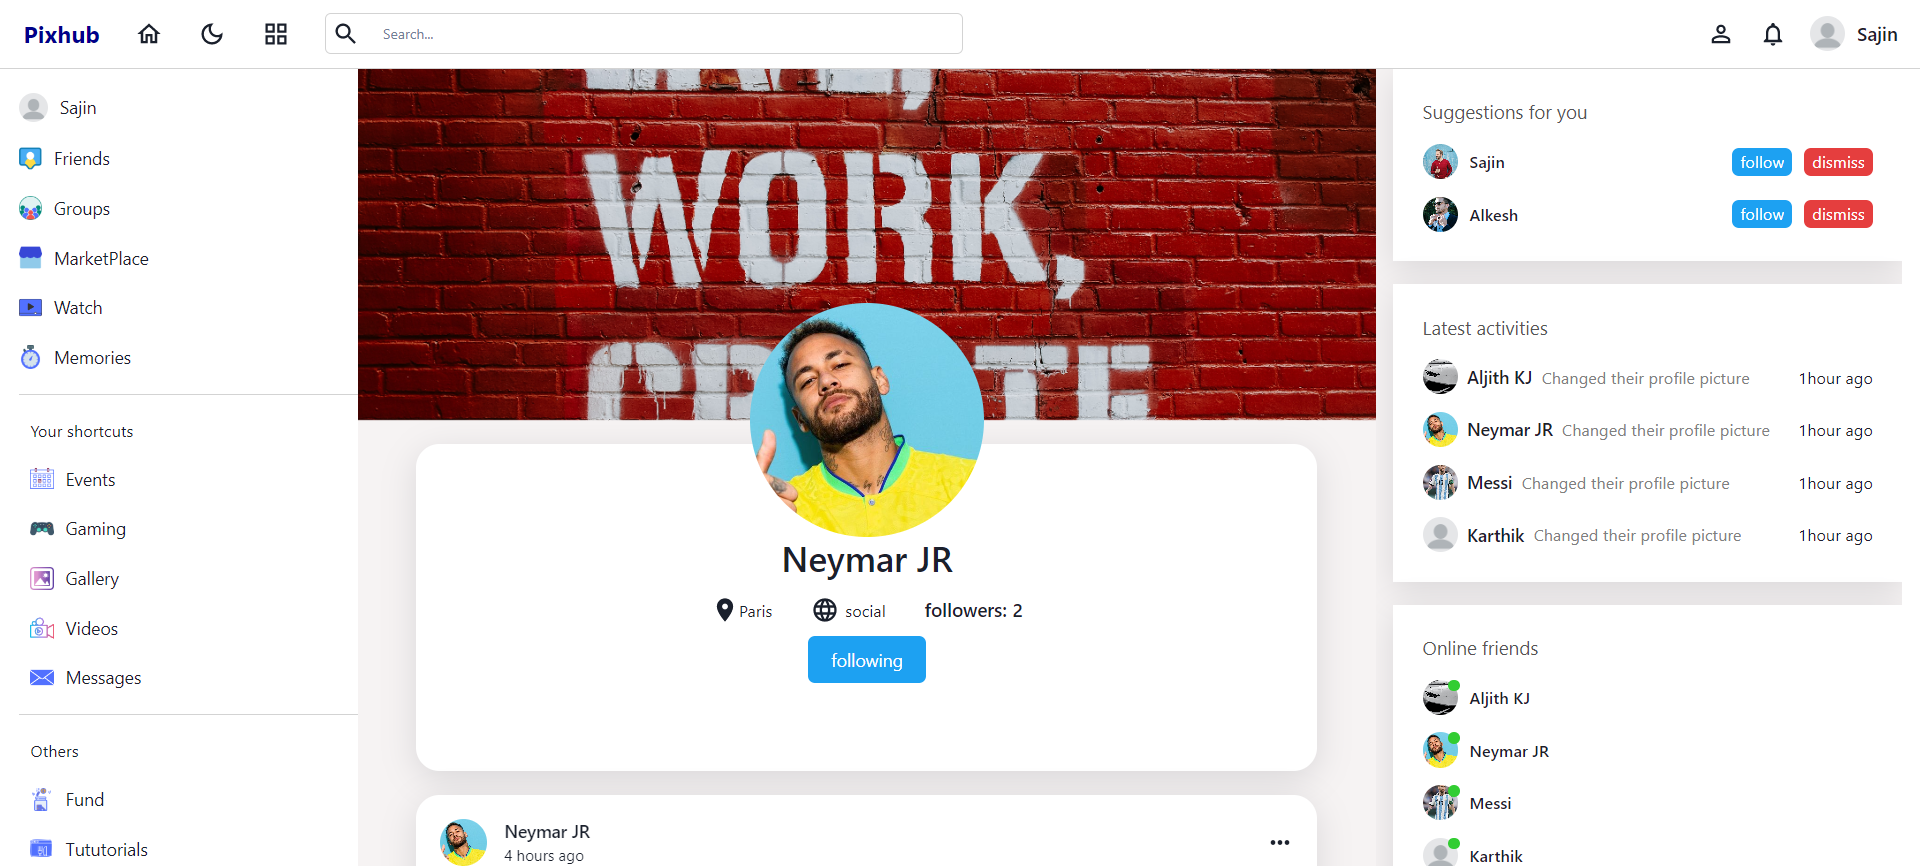 Pixhub
Search...
Sajin
Sajin
Friends
Groups
MarketPlace
Watch
Memories
Your shortcuts
Events
Gaming
Gallery
Videos
Messages
Others
Fund
Tututorials
WORK,
Neymar JR
Paris social followers: 2
following
Neymar JR
4 hours ago
Suggestions for you
Sajin follow dismiss
Alkesh follow dismiss
Latest activities
Aljith KJ Changed their profile picture 1hour ago
Neymar JR Changed their profile picture 1hour ago
Messi Changed their profile picture 1hour ago
Karthik Changed their profile picture 1hour ago
Online friends
Aljith KJ
Neymar JR
Messi
Karthik